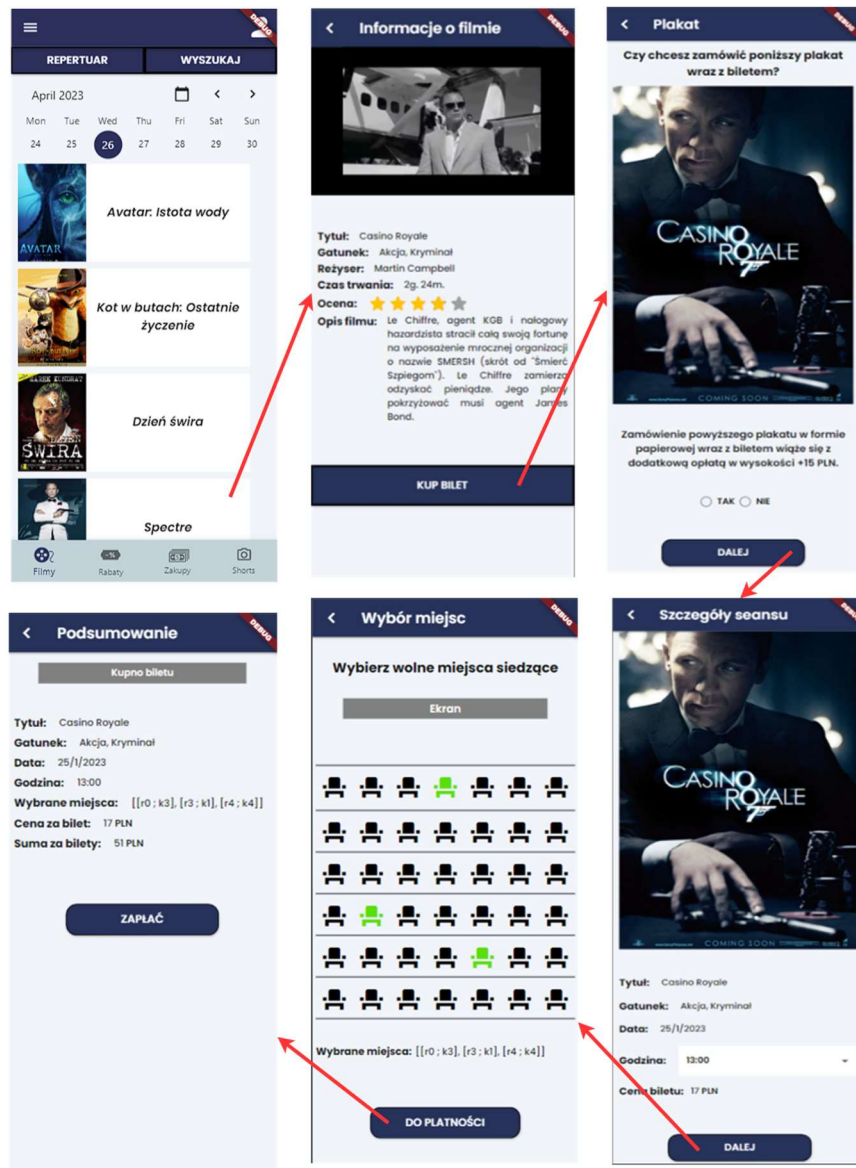 DEBUG
REPERTUAR
WYSZUKAJ
April 2023
Mon Tue Wed Thu Fri Sat Sun
24 25 26 27 28 29 30
AVATAR
Avatar: Istota wody
Kot w butach: Ostatnie
życzenie
MAREK KONDRAT
DZIEŃ
ŚWIRA
Dzień świra
Spectre
Filmy
Rabaty
Zakupy
Shorts
Informacje o filmie
DEBUG
Tytuł: Casino Royale
Gatunek: Akcja, Kryminał
Reżyser: Martin Campbell
Czas trwania: 2g. 24m.
Ocena:
Opis filmu: Le Chiffre, agent KGB i nałogowy
hazardzista stracił całą swoją fortunę
na wyposażenie mrocznej organizacji
o nazwie SMERSH (skrót od "Śmierć
Szpiegom"). Le Chiffre zamierza
odzyskać pieniądze. Jego plany
pokrzyżować musi agent James
Bond.
KUP BILET
Plakat
DEBUG
Czy chcesz zamówić poniższy plakat
wraz z biletem?
CASINO
ROYALE
COMING SOON
Zamówienie powyższego plakatu w formie
papierowej wraz z biletem wiąże się z
dodatkową opłatą w wysokości +15 PLN.
TAK
NIE
DALEJ
Szczegóły seansu
DEBUG
CASINO
ROYALE
COMING SOON
Tytuł: Casino Royale
Gatunek: Akcja, Kryminał
Data: 25/1/2023
Godzina: 13:00
Cena biletu: 17 PLN
DALEJ
Wybór miejsc
DEBUG
Wybierz wolne miejsca siedzące
Ekran
Wybrane miejsca: [[r0 ; k3], [r3 ; k1], [r4 ; k4]]
DO PŁATNOŚCI
Podsumowanie
DEBUG
Kupno biletu
Tytuł: Casino Royale
Gatunek: Akcja, Kryminał
Data: 25/1/2023
Godzina: 13:00
Wybrane miejsca: [[r0 ; k3], [r3 ; k1], [r4 ; k4]]
Cena za bilet: 17 PLN
Suma za bilety: 51 PLN
ZAPŁAĆ